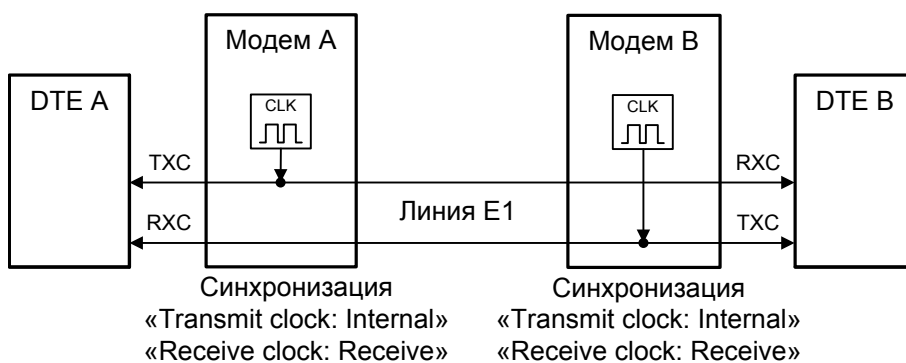 Модем А
Модем В
DTE A
DTE B
CLK
CLK
TXC
RXC
Линия E1
RXC
TXC
Синхронизация
«Transmit clock: Internal»
«Receive clock: Receive»
Синхронизация
«Transmit clock: Internal»
«Receive clock: Receive»